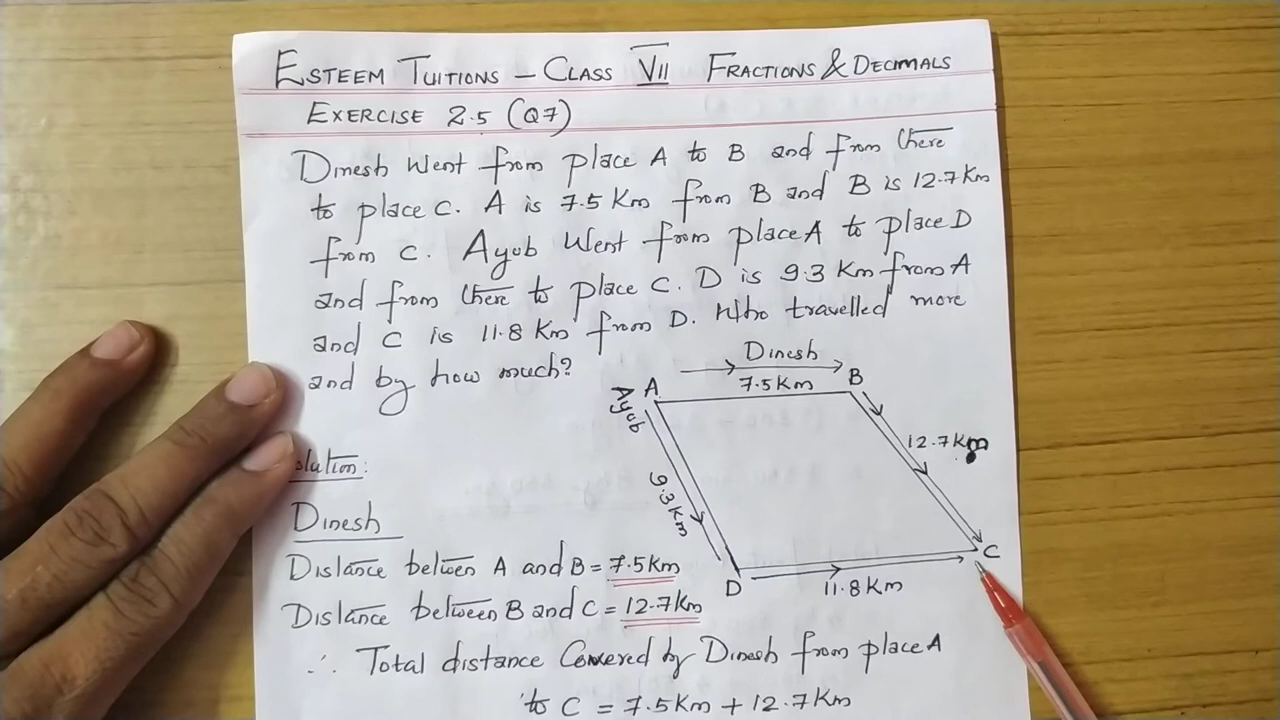 ESTEEM TUITIONS - CLASS VII FRACTIONS & DECIMALS
EXERCISE 2.5 (Q7)
Dinesh Went from place A to B and from there
to place C. A is 7.5 Km from B and B is 12.7 Km
from C. Ayub Went from place A to place D
and from there to place C. D is 9.3 Km from A
and C is 11.8 Km from D. Who travelled more
and by how much?
Dinesh
A
7.5 Km
B
Ayub
12.7 Km
9.3 Km
C
D
11.8 Km
olution:
Dinesh
Distance between A and B = 7.5 Km
Distance between B and C = 12.7 Km
∴ Total distance Covered by Dinesh from place A
to C = 7.5 Km + 12.7 Km